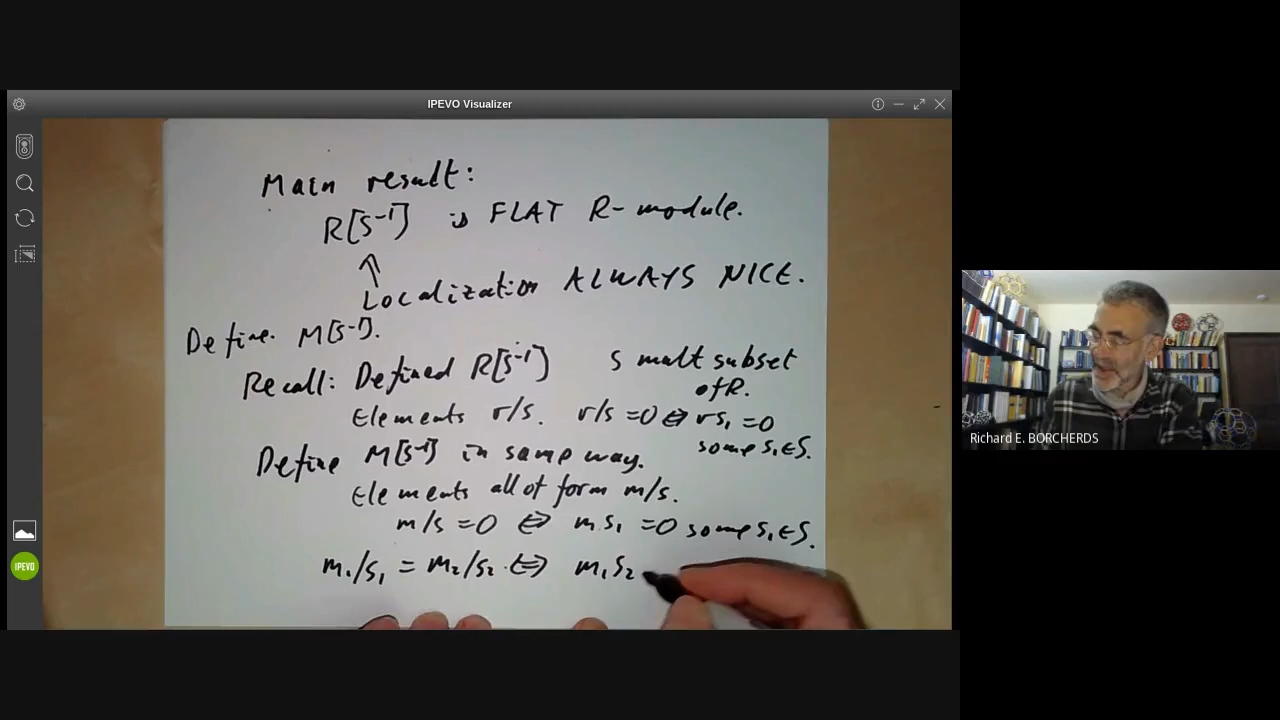 IPEVO Visualizer
Main result:
R[S⁻¹] is FLAT R-module.
↑
Localization ALWAYS NICE.
Define. M[S⁻¹].
Recall: Defined R[S⁻¹] S mult subset
of R.
Elements r/s. r/s = 0 ⇔ rs₁ = 0
some s₁ ∈ S.
Define M[S⁻¹] in same way.
Elements all of form m/s.
m/s = 0 ⇔ ms₁ = 0 some s₁ ∈ S.
m₁/s₁ = m₂/s₂ ⇔ m₁s₂
Richard E. BORCHERDS
IPEVO